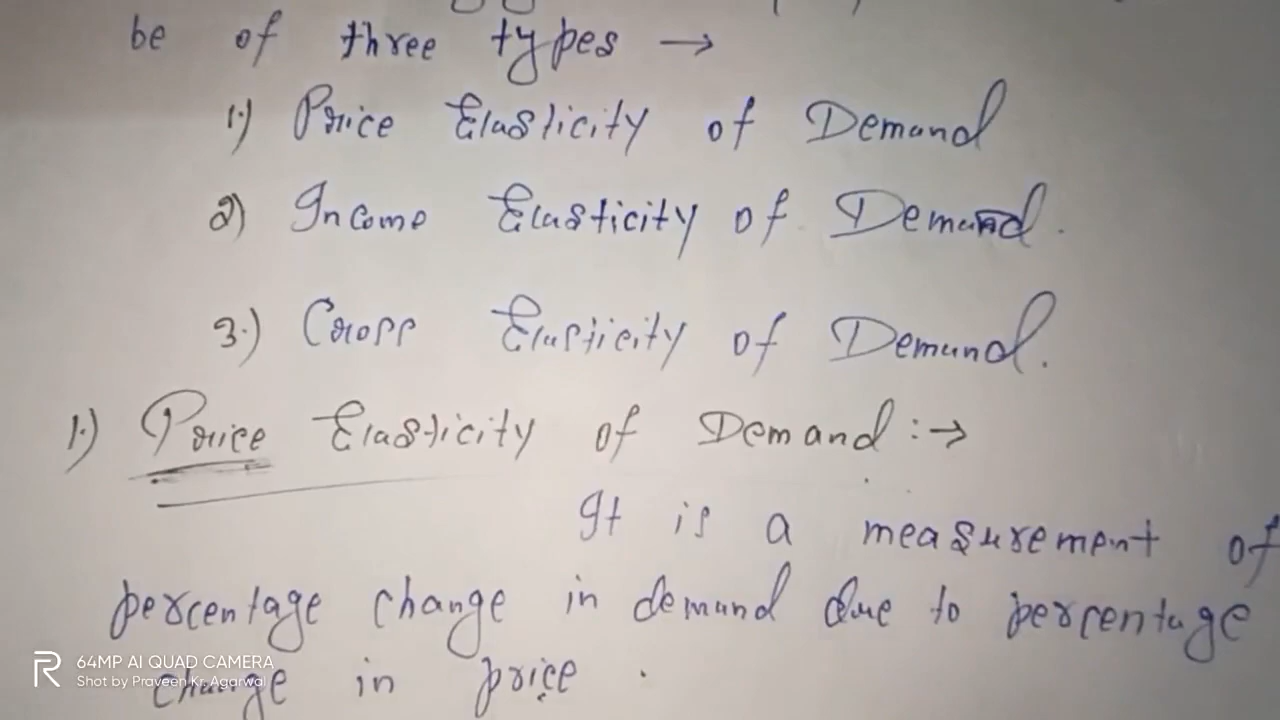 be of three types →
1.) Price Elasticity of Demand
2) Income Elasticity of Demand.
3.) Cross Elasticity of Demand.
1.) Price Elasticity of Demand :→
It is a measurement of
percentage change in demand due to percentage
change in price .
64MP AI QUAD CAMERA
Shot by Praveen Kr. Agarwal